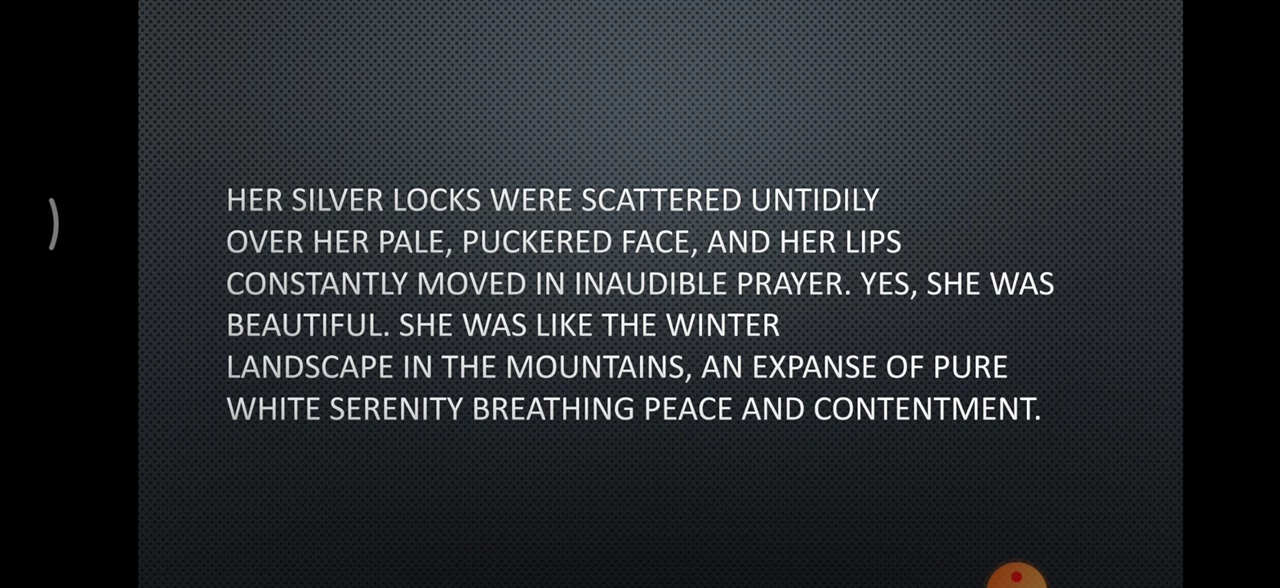 HER SILVER LOCKS WERE SCATTERED UNTIDILY
OVER HER PALE, PUCKERED FACE, AND HER LIPS
CONSTANTLY MOVED IN INAUDIBLE PRAYER. YES, SHE WAS
BEAUTIFUL. SHE WAS LIKE THE WINTER
LANDSCAPE IN THE MOUNTAINS, AN EXPANSE OF PURE
WHITE SERENITY BREATHING PEACE AND CONTENTMENT.